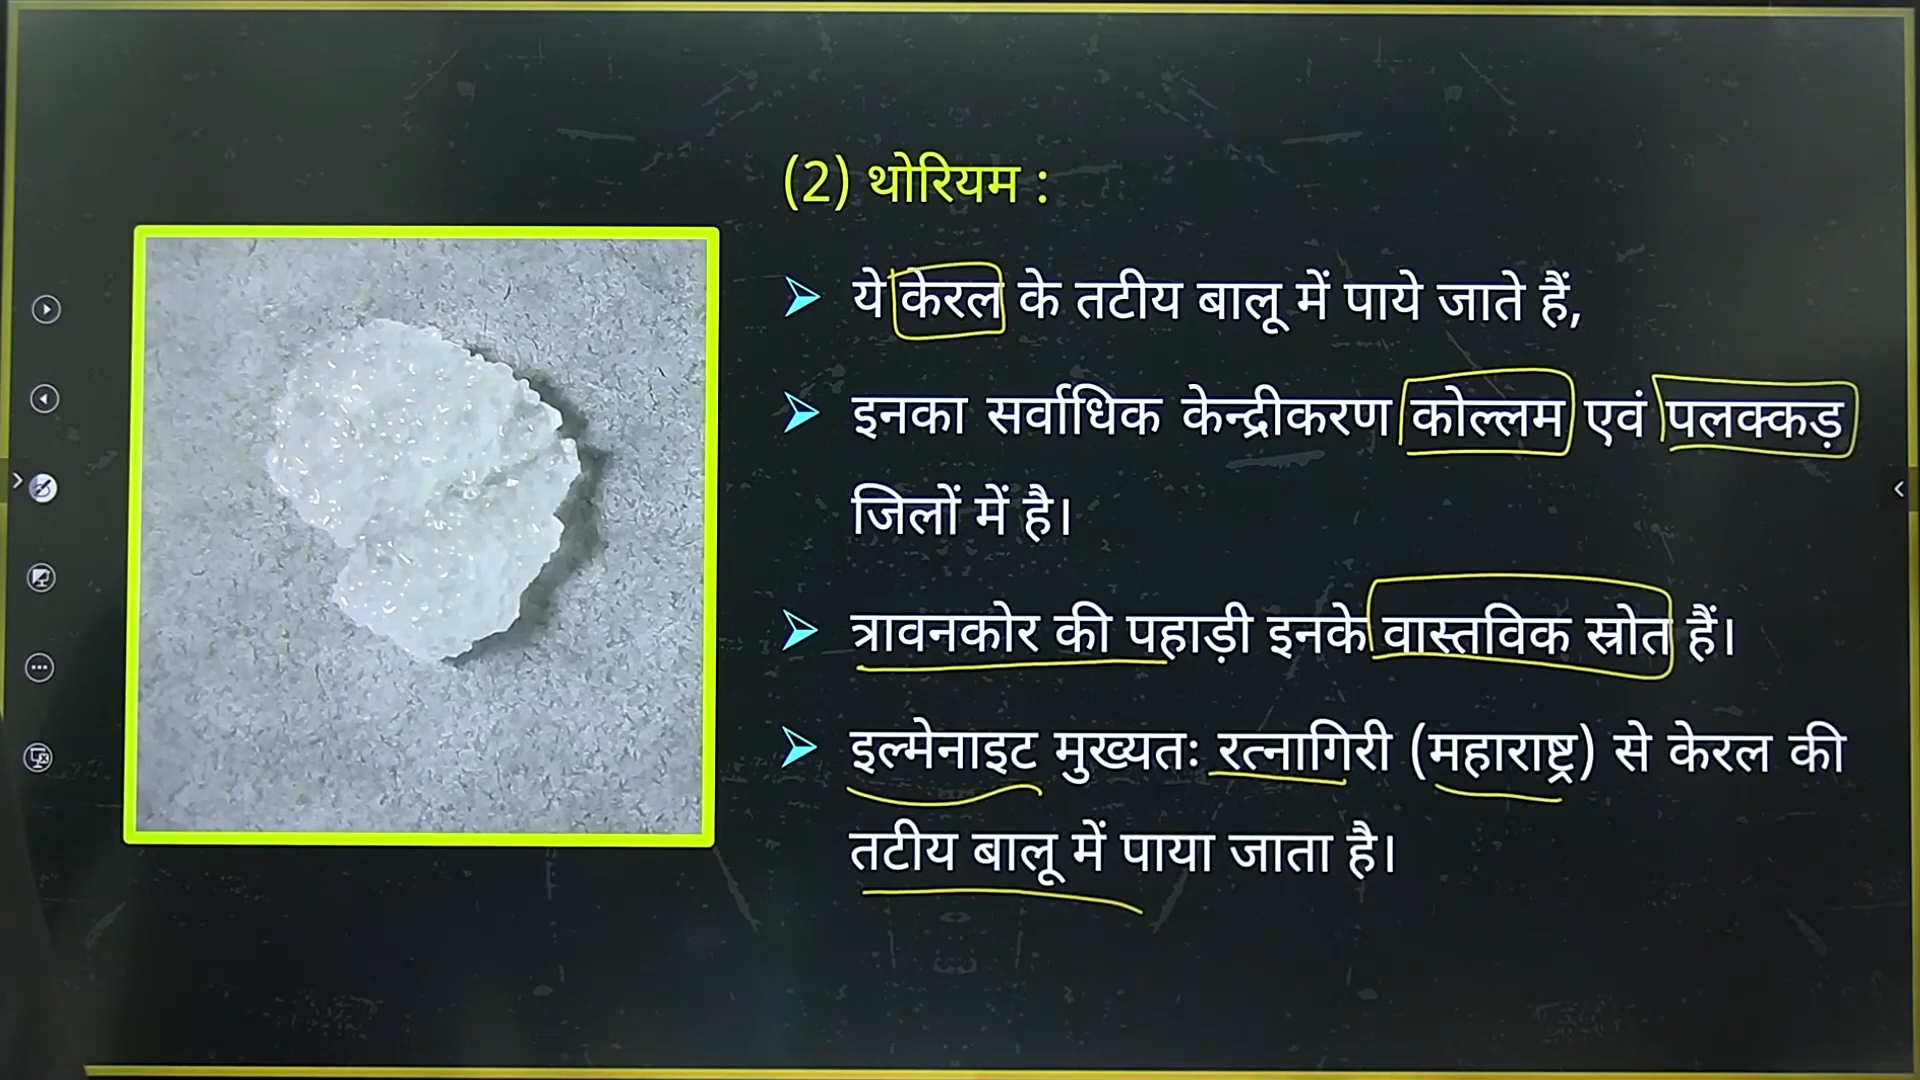 (2) थोरियम :
ये केरल के तटीय बालू में पाये जाते हैं,
इनका सर्वाधिक केन्द्रीकरण कोल्लम एवं पलक्कड़
जिलों में है।
त्रावनकोर की पहाड़ी इनके वास्तविक स्रोत हैं।
इल्मेनाइट मुख्यतः रत्नागिरी (महाराष्ट्र) से केरल की
तटीय बालू में पाया जाता है।